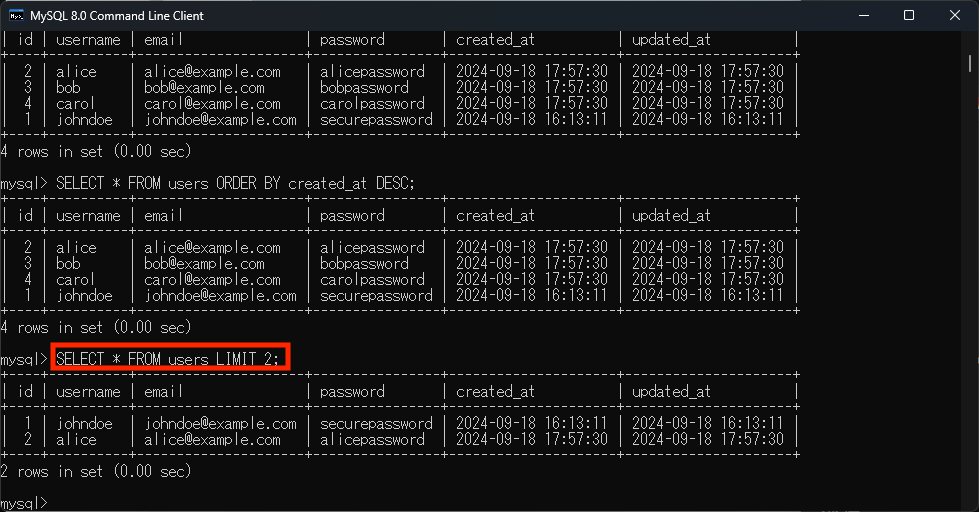 MySQL 8.0 Command Line Client
| id | username | email | password | created_at | updated_at |
+----+----------+---------------------+----------------+---------------------+---------------------+
| 2 | alice | alice@example.com | alicepassword | 2024-09-18 17:57:30 | 2024-09-18 17:57:30 |
| 3 | bob | bob@example.com | bobpassword | 2024-09-18 17:57:30 | 2024-09-18 17:57:30 |
| 4 | carol | carol@example.com | carolpassword | 2024-09-18 17:57:30 | 2024-09-18 17:57:30 |
| 1 | johndoe | johndoe@example.com | securepassword | 2024-09-18 16:13:11 | 2024-09-18 16:13:11 |
+----+----------+---------------------+----------------+---------------------+---------------------+
4 rows in set (0.00 sec)
mysql> SELECT * FROM users ORDER BY created_at DESC;
+----+----------+---------------------+----------------+---------------------+---------------------+
| id | username | email | password | created_at | updated_at |
+----+----------+---------------------+----------------+---------------------+---------------------+
| 2 | alice | alice@example.com | alicepassword | 2024-09-18 17:57:30 | 2024-09-18 17:57:30 |
| 3 | bob | bob@example.com | bobpassword | 2024-09-18 17:57:30 | 2024-09-18 17:57:30 |
| 4 | carol | carol@example.com | carolpassword | 2024-09-18 17:57:30 | 2024-09-18 17:57:30 |
| 1 | johndoe | johndoe@example.com | securepassword | 2024-09-18 16:13:11 | 2024-09-18 16:13:11 |
+----+----------+---------------------+----------------+---------------------+---------------------+
4 rows in set (0.00 sec)
mysql> SELECT * FROM users LIMIT 2;
+----+----------+---------------------+----------------+---------------------+---------------------+
| id | username | email | password | created_at | updated_at |
+----+----------+---------------------+----------------+---------------------+---------------------+
| 1 | johndoe | johndoe@example.com | securepassword | 2024-09-18 16:13:11 | 2024-09-18 16:13:11 |
| 2 | alice | alice@example.com | alicepassword | 2024-09-18 17:57:30 | 2024-09-18 17:57:30 |
+----+----------+---------------------+----------------+---------------------+---------------------+
2 rows in set (0.00 sec)
mysql>